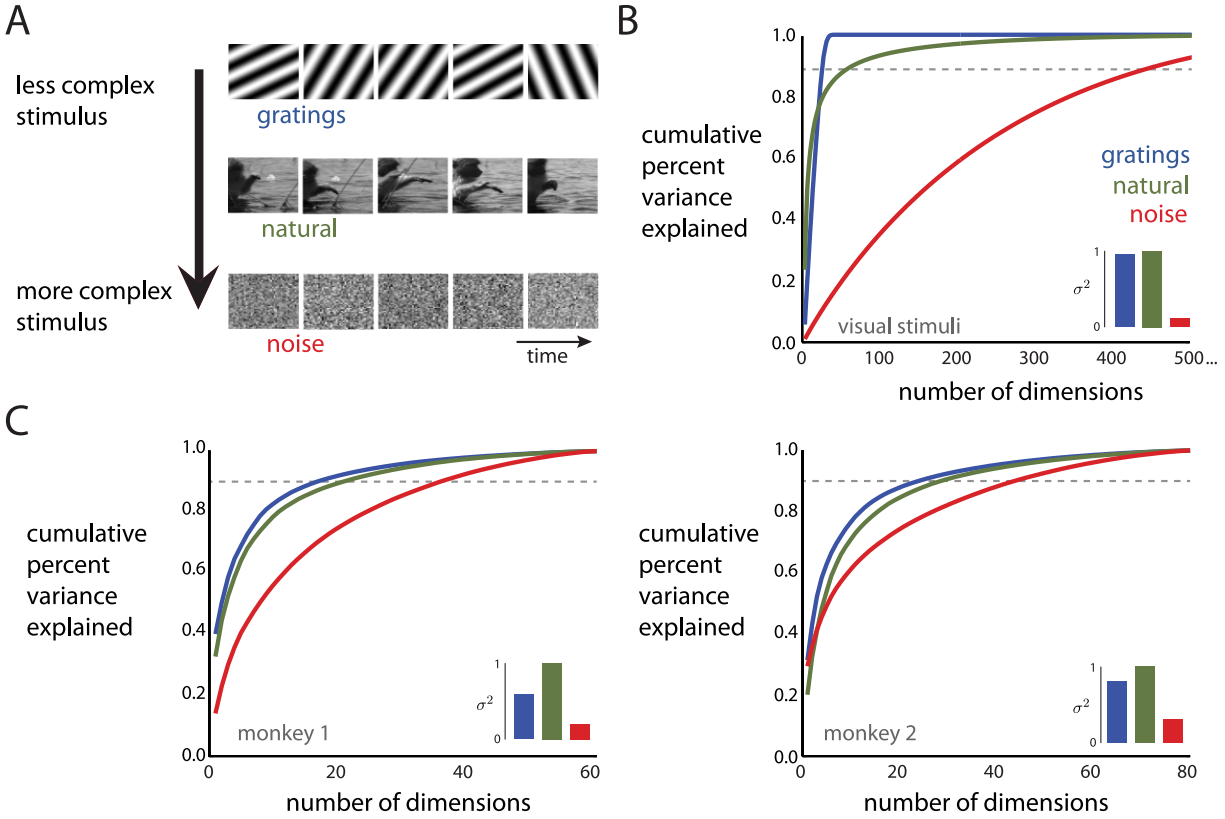 A
less complex
stimulus
gratings
natural
more complex
stimulus
noise
time
B
1.0
0.8
0.6
0.4
0.2
0.0
cumulative
percent
variance
explained
gratings
natural
noise
1
σ²
0
visual stimuli
0 100 200 300 400 500...
number of dimensions
C
1.0
0.8
0.6
0.4
0.2
0.0
cumulative
percent
variance
explained
1
σ²
0
monkey 1
0 20 40 60
number of dimensions
1.0
0.8
0.6
0.4
0.2
0.0
cumulative
percent
variance
explained
1
σ²
0
monkey 2
0 20 40 60 80
number of dimensions